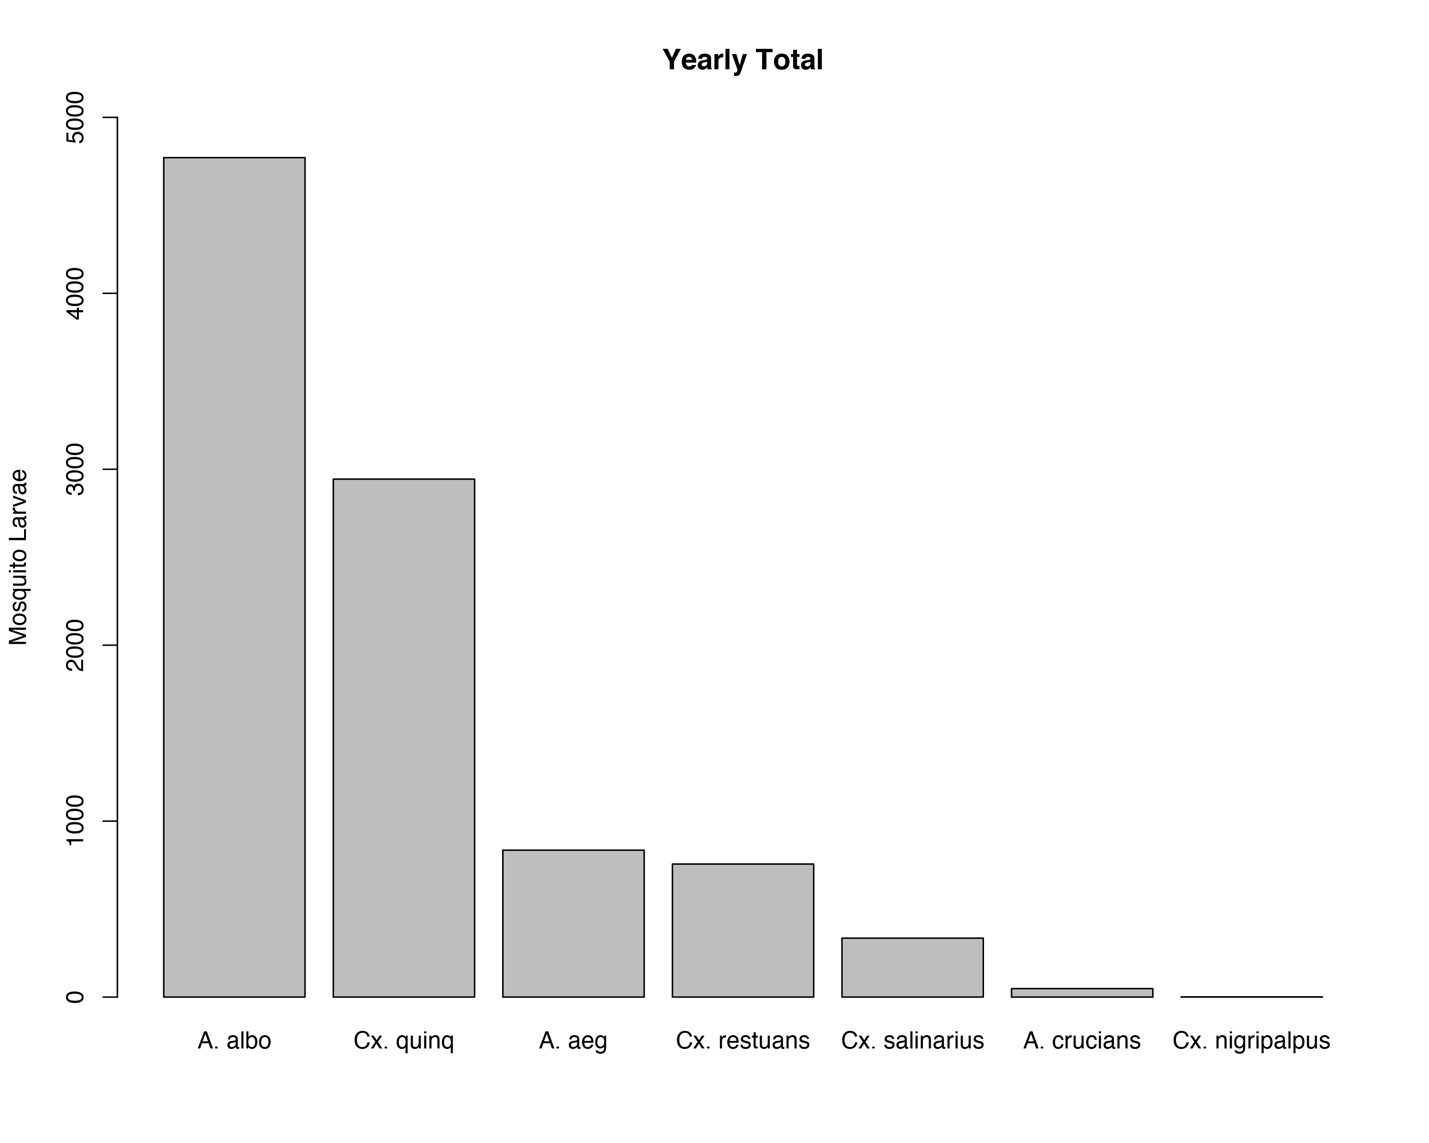 Yearly Total
Mosquito Larvae
5000
4000
3000
2000
1000
0
A. albo
Cx. quinq
A. aeg
Cx. restuans
Cx. salinarius
A. crucians
Cx. nigripalpus